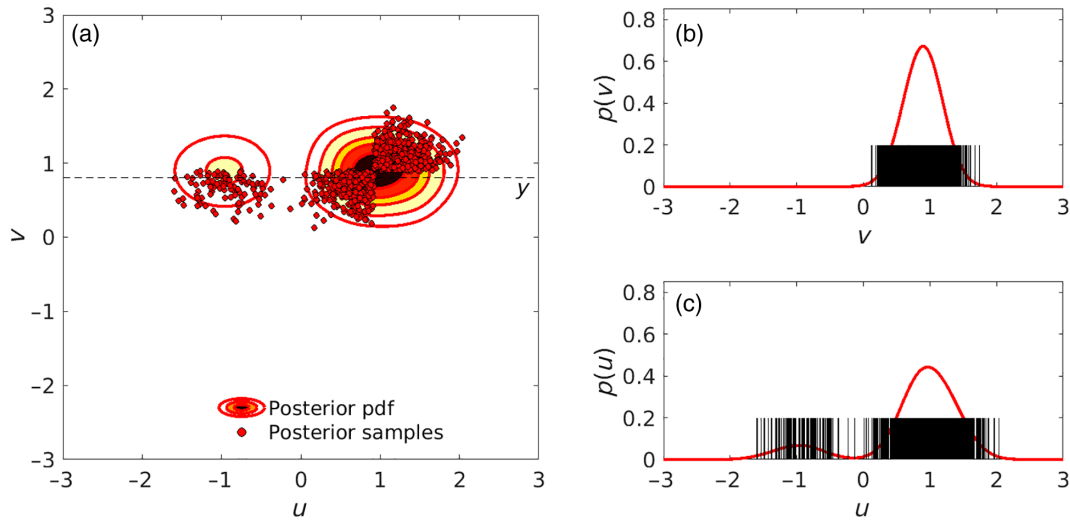 (a)
3
2
1
0
−1
−2
−3
v
y
Posterior pdf
Posterior samples
−3 −2 −1 0 1 2 3
u
(b)
0.8
0.6
0.4
0.2
0
p(v)
−3 −2 −1 0 1 2 3
v
(c)
0.8
0.6
0.4
0.2
0
p(u)
−3 −2 −1 0 1 2 3
u